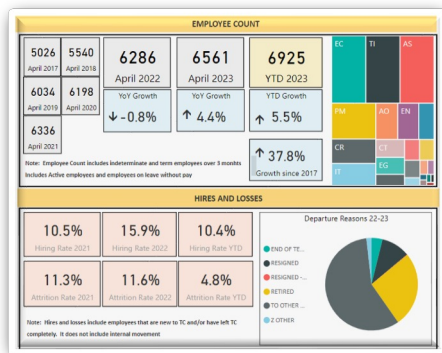 EMPLOYEE COUNT
5026
April 2017
5540
April 2018
6034
April 2019
6198
April 2020
6336
April 2021
6286
April 2022
YoY Growth
-0.8%
6561
April 2023
YoY Growth
4.4%
6925
YTD 2023
YTD Growth
5.5%
37.8%
Growth since 2017
Note: Employee Count includes indeterminate and term employees over 3 months
Includes Active employees and employees on leave without pay
EC
TI
AS
PM
AO
EN
CR
CT
IT
EG
HIRES AND LOSSES
10.5%
Hiring Rate 2021
15.9%
Hiring Rate 2022
10.4%
Hiring Rate YTD
11.3%
Attrition Rate 2021
11.6%
Attrition Rate 2022
4.8%
Attrition Rate YTD
Note: Hires and losses include employees that are new to TC and/or have left TC
completely. It does not include internal movement
Departure Reasons 22-23
END OF TE...
RESIGNED
RESIGNED -...
RETIRED
TO OTHER ...
Z OTHER